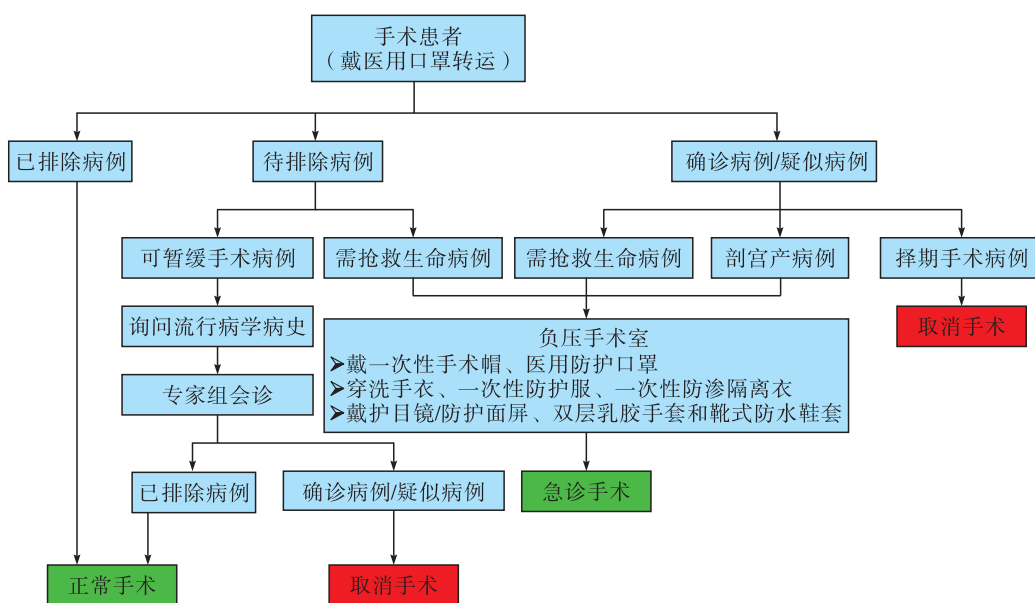 手术患者
（戴医用口罩转运）
已排除病例
待排除病例
确诊病例/疑似病例
可暂缓手术病例
需抢救生命病例
需抢救生命病例
剖宫产病例
择期手术病例
询问流行病学病史
取消手术
负压手术室
➢戴一次性手术帽、医用防护口罩
➢穿洗手衣、一次性防护服、一次性防渗隔离衣
➢戴护目镜/防护面屏、双层乳胶手套和靴式防水鞋套
专家组会诊
已排除病例
确诊病例/疑似病例
急诊手术
正常手术
取消手术